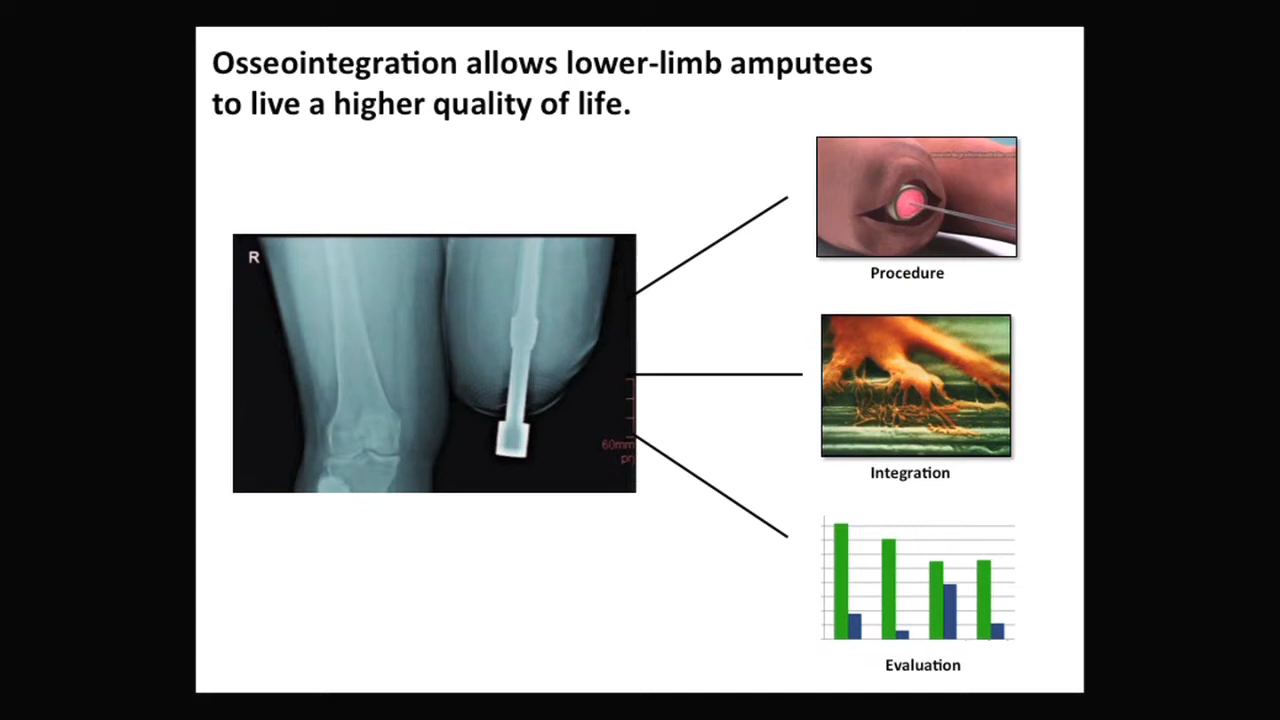 Osseointegration allows lower-limb amputees
to live a higher quality of life.
R
60mm
Procedure
Integration
Evaluation